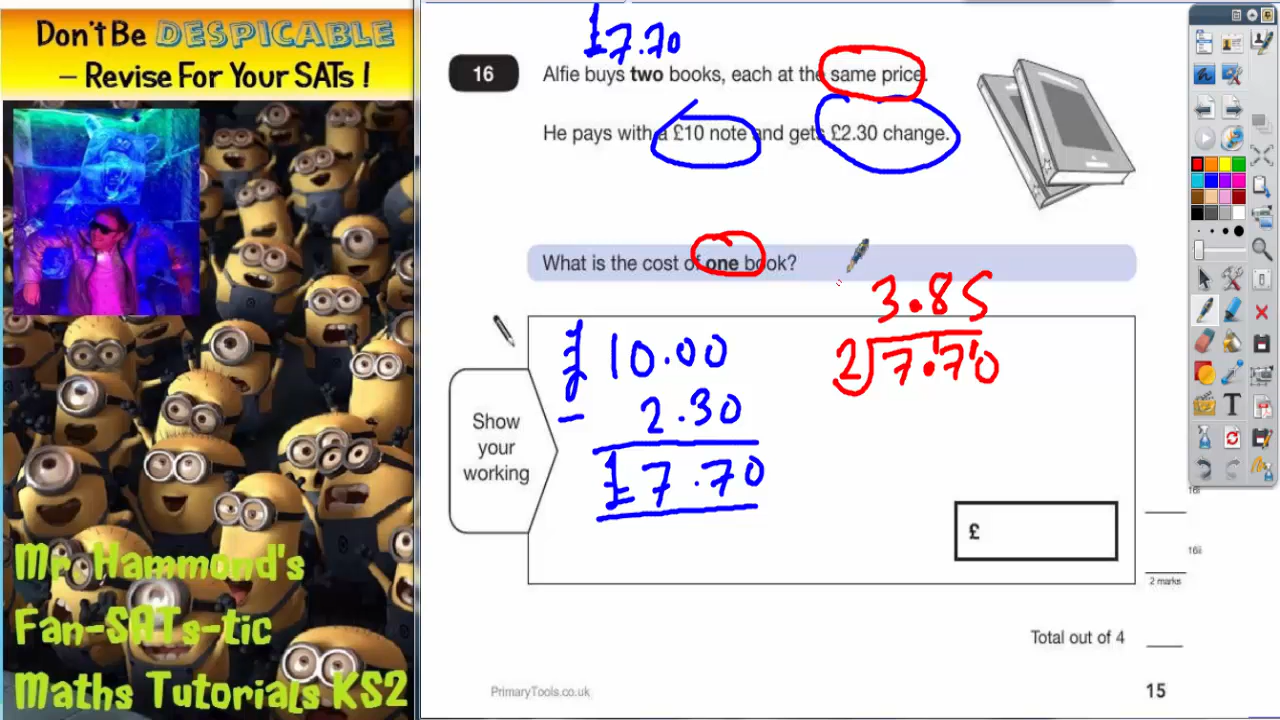 Don't Be DESPICABLE
– Revise For Your SATs !
Mr. Hammond's
Fan-SATs-tic
Maths Tutorials KS2
£7.70
16
Alfie buys two books, each at the same price.
He pays with a £10 note and gets £2.30 change.
What is the cost of one book?
3.85
2 7.1710
£ 10.00
– 2.30
£7.70
Show
your
working
£
16i
16ii
2 marks
Total out of 4
PrimaryTools.co.uk
15